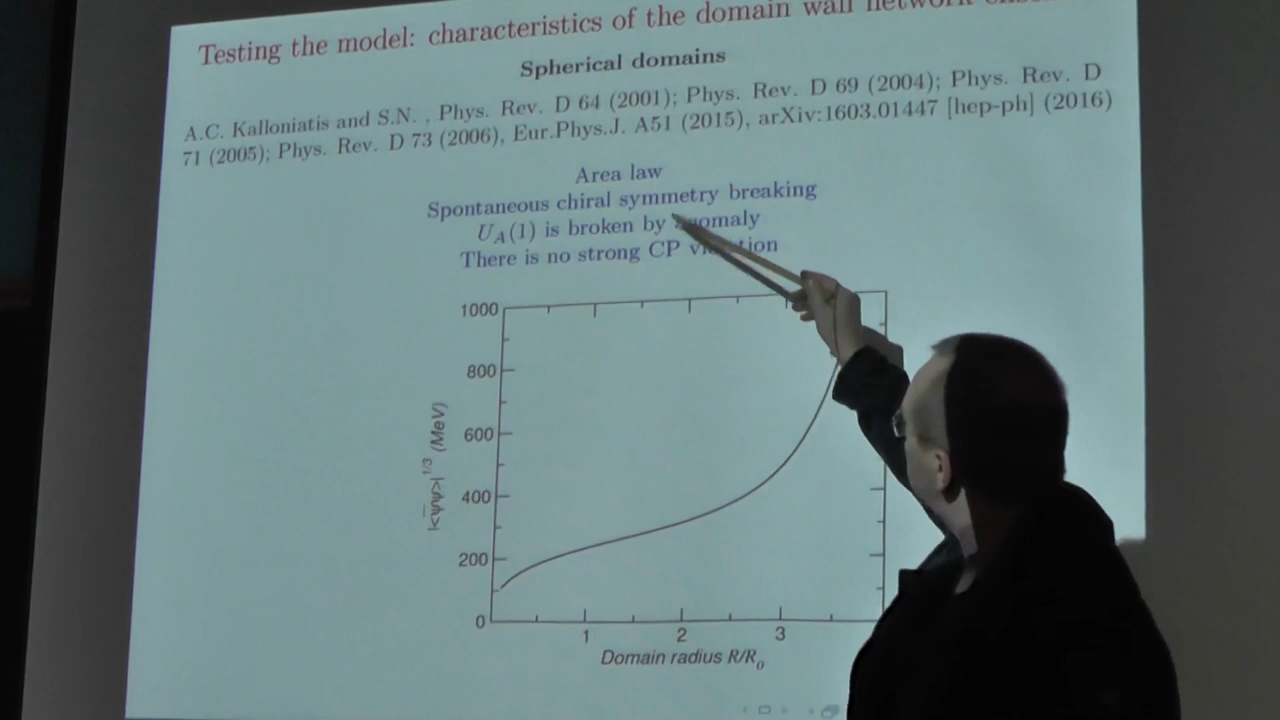 Testing the model: characteristics of the domain wall network
Spherical domains
A.C. Kalloniatis and S.N. , Phys. Rev. D 64 (2001); Phys. Rev. D 69 (2004); Phys. Rev. D
71 (2005); Phys. Rev. D 73 (2006), Eur.Phys.J. A51 (2015), arXiv:1603.01447 [hep-ph] (2016)
Area law
Spontaneous chiral symmetry breaking
U_A(1) is broken by anomaly
There is no strong CP violation
1000
800
600
400
200
0
|<ψ̅ψ>|^1/3 (MeV)
1 2 3
Domain radius R/R_0